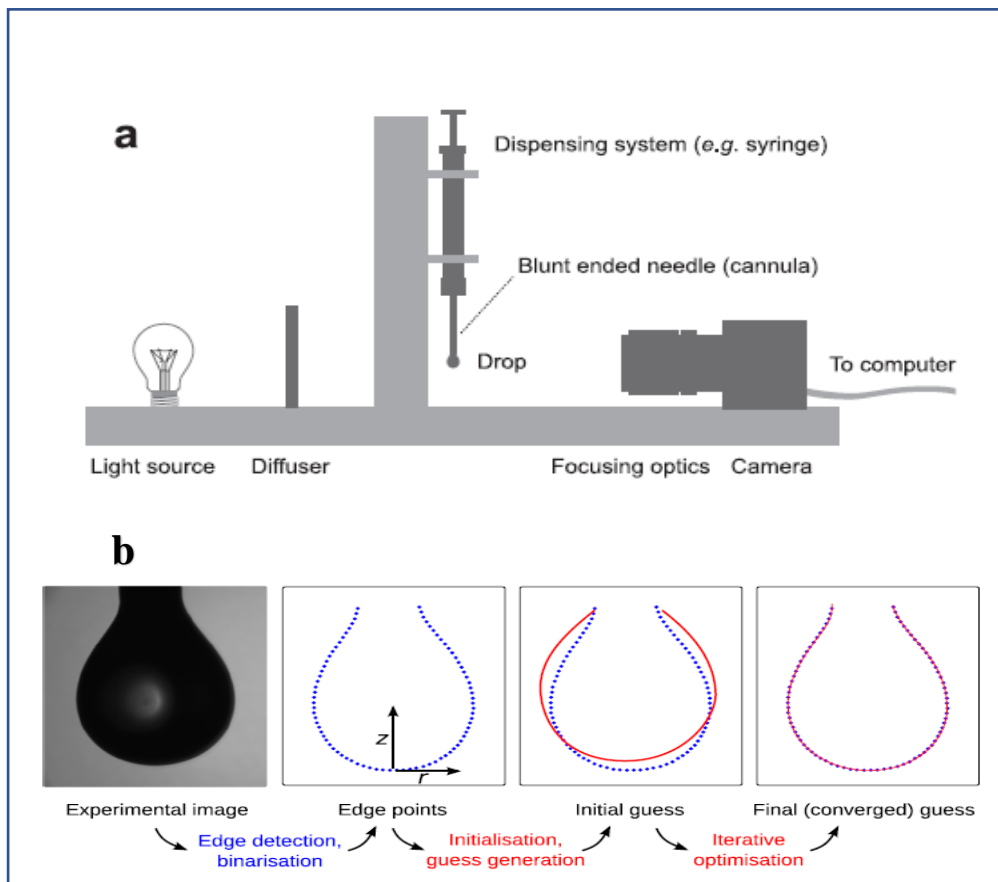 a
Dispensing system (e.g. syringe)
Blunt ended needle (cannula)
Drop
To computer
Light source
Diffuser
Focusing optics
Camera
b
z
r
Experimental image
Edge points
Initial guess
Final (converged) guess
Edge detection,
binarisation
Initialisation,
guess generation
Iterative
optimisation